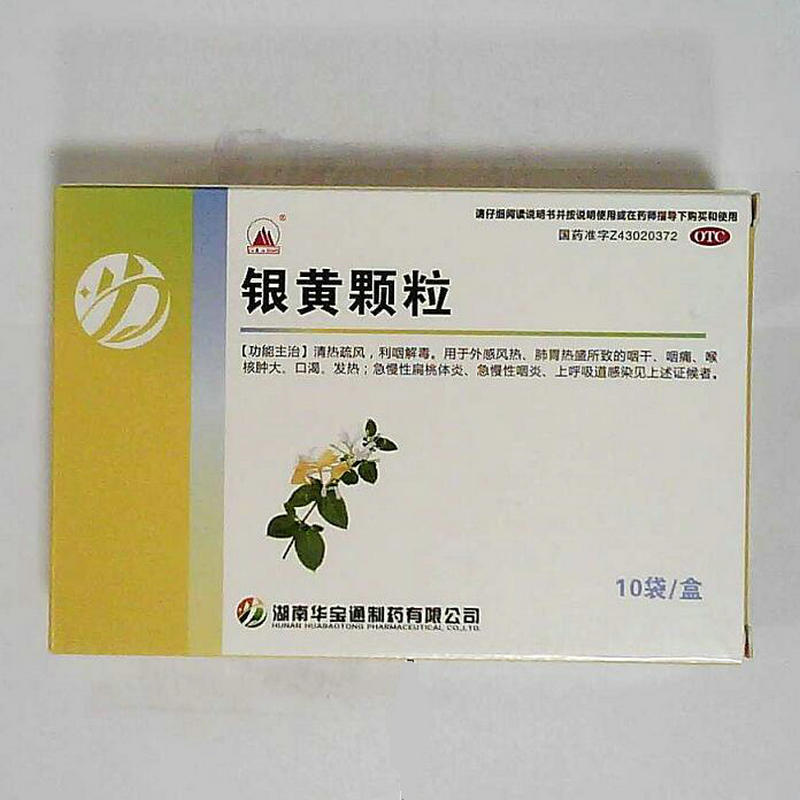 请仔细阅读说明书并按说明使用或在药师指导下购买和使用
国药准字Z43020372
OTC
®
银黄颗粒
【功能主治】清热疏风，利咽解毒。用于外感风热、肺胃热盛所致的咽干、咽痛、喉
核肿大、口渴、发热；急慢性扁桃体炎、急慢性咽炎、上呼吸道感染见上述证候者。
10袋/盒
湖南华宝通制药有限公司
HUNAN HUABAOTONG PHARMACEUTICAL CO.,LTD.